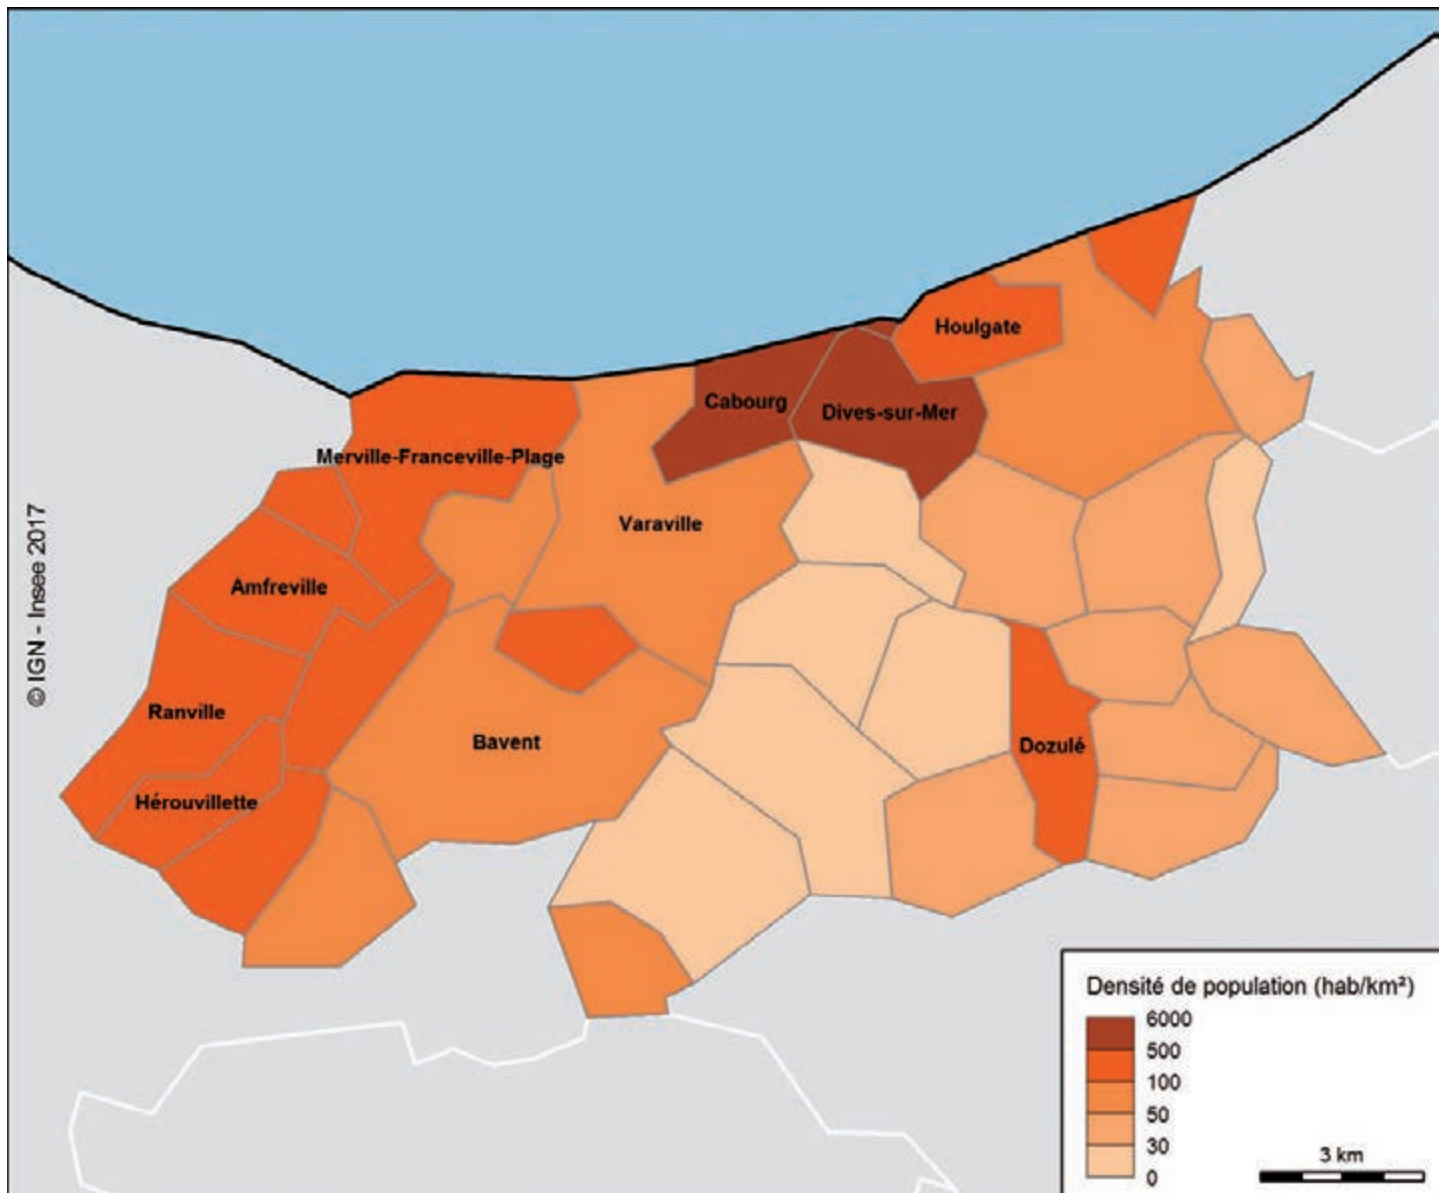 Houlgate
Cabourg
Dives-sur-Mer
Merville-Franceville-Plage
Varaville
Amfreville
© IGN - Insee 2017
Ranville
Bavent
Dozulé
Hérouvillette
Densité de population (hab/km²)
6000
500
100
50
30
0
3 km